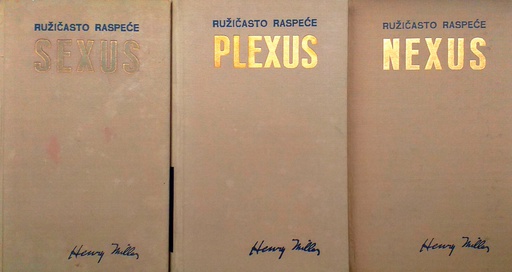 RUŽIČASTO RASPEĆE
SEXUS
Henry Miller
RUŽIČASTO RASPEĆE
PLEXUS
Henry Miller
RUŽIČASTO RASPEĆE
NEXUS
Henry Miller